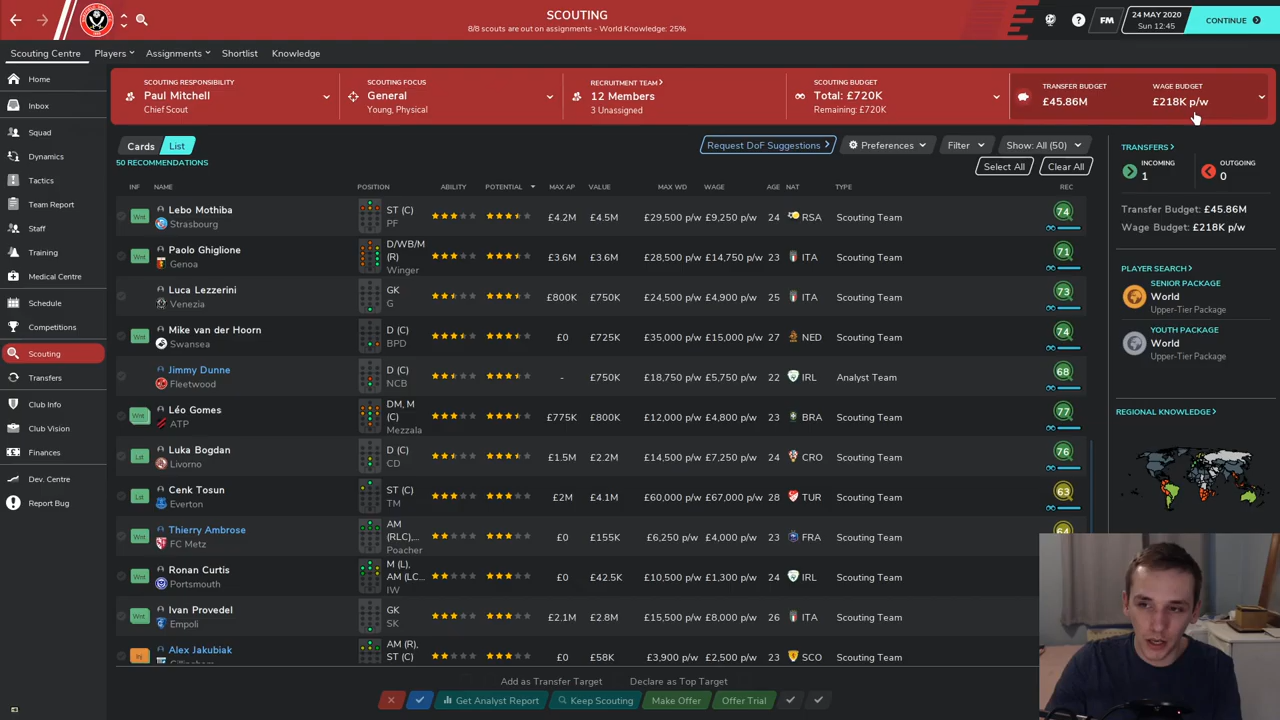 SCOUTING
8/8 scouts are out on assignments - World Knowledge: 25%
FM
24 MAY 2020
Sun 12:45
CONTINUE
Scouting Centre
Players
Assignments
Shortlist
Knowledge
Home
Inbox
Squad
Dynamics
Tactics
Team Report
Staff
Training
Medical Centre
Schedule
Competitions
Scouting
Transfers
Club Info
Club Vision
Finances
Dev. Centre
Report Bug
SCOUTING RESPONSIBILITY
Paul Mitchell
Chief Scout
SCOUTING FOCUS
General
Young, Physical
RECRUITMENT TEAM
12 Members
3 Unassigned
SCOUTING BUDGET
Total: £720K
Remaining: £720K
TRANSFER BUDGET
£45.86M
WAGE BUDGET
£218K p/w
Cards
List
Request DoF Suggestions
Preferences
Filter
Show: All (50)
50 RECOMMENDATIONS
Select All
Clear All
INF NAME POSITION ABILITY POTENTIAL MAX AP VALUE MAX WD WAGE AGE NAT TYPE REC
Wnt Lebo Mothiba ST (C) £4.2M £4.5M £29,500 p/w £9,250 p/w 24 RSA Scouting Team 74
Strasbourg PF
Wnt Paolo Ghiglione D/WB/M (R) £3.6M £3.6M £28,500 p/w £14,750 p/w 23 ITA Scouting Team 71
Genoa Winger
Luca Lezzerini GK £800K £750K £24,500 p/w £4,900 p/w 25 ITA Scouting Team 73
Venezia G
Wnt Mike van der Hoorn D (C) £0 £725K £35,000 p/w £15,000 p/w 27 NED Scouting Team 74
Swansea BPD
Jimmy Dunne D (C) - £750K £18,750 p/w £5,750 p/w 22 IRL Analyst Team 68
Fleetwood NCB
Wnt Léo Gomes DM, M (C) £775K £800K £12,000 p/w £4,800 p/w 23 BRA Scouting Team 77
ATP Mezzala
Lst Luka Bogdan D (C) £1.5M £2.2M £14,500 p/w £7,250 p/w 24 CRO Scouting Team 76
Livorno CD
Lst Cenk Tosun ST (C) £2M £4.1M £60,000 p/w £67,000 p/w 28 TUR Scouting Team 63
Everton TM
Wnt Thierry Ambrose AM (RLC),... £0 £155K £6,250 p/w £4,000 p/w 23 FRA Scouting Team
FC Metz Poacher
Wnt Ronan Curtis M (L), AM (LC... £0 £42.5K £10,500 p/w £1,300 p/w 24 IRL Scouting Team
Portsmouth IW
Wnt Ivan Provedel GK £2.1M £2.8M £15,500 p/w £8,000 p/w 26 ITA Scouting Team
Empoli SK
Inj Alex Jakubiak AM (R), ST (C) £0 £58K £3,900 p/w £2,500 p/w 23 SCO Scouting Team
Add as Transfer Target
Declare as Top Target
Get Analyst Report
Keep Scouting
Make Offer
Offer Trial
TRANSFERS
INCOMING
1
OUTGOING
0
Transfer Budget: £45.86M
Wage Budget: £218K p/w
PLAYER SEARCH
SENIOR PACKAGE
World
Upper-Tier Package
YOUTH PACKAGE
World
Upper-Tier Package
REGIONAL KNOWLEDGE